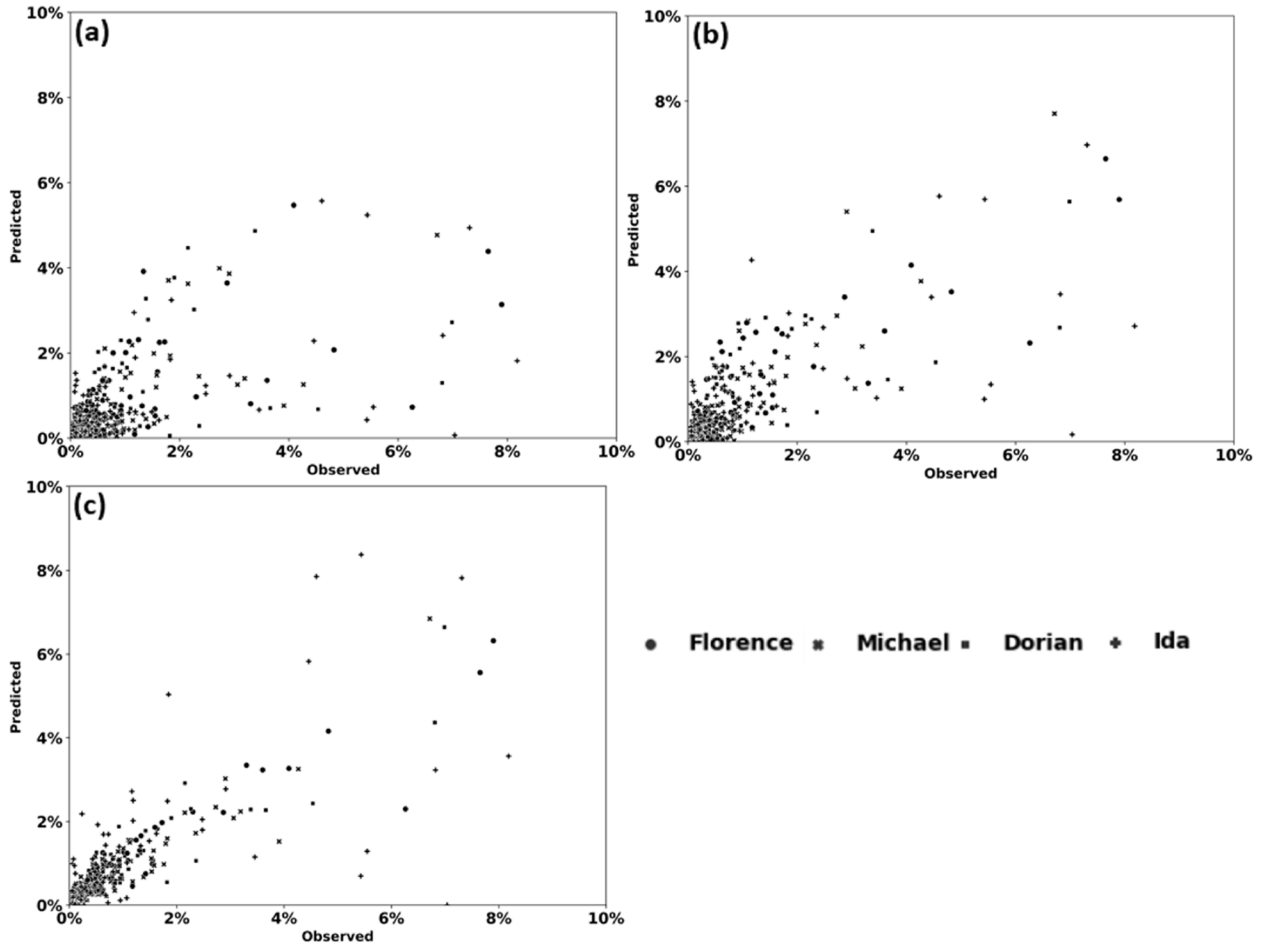 (a)
10%
8%
6%
4%
2%
0%
Predicted
0% 2% 4% 6% 8% 10%
Observed
(b)
10%
8%
6%
4%
2%
0%
Predicted
0% 2% 4% 6% 8% 10%
Observed
(c)
10%
8%
6%
4%
2%
0%
Predicted
0% 2% 4% 6% 8% 10%
Observed
Florence Michael Dorian Ida